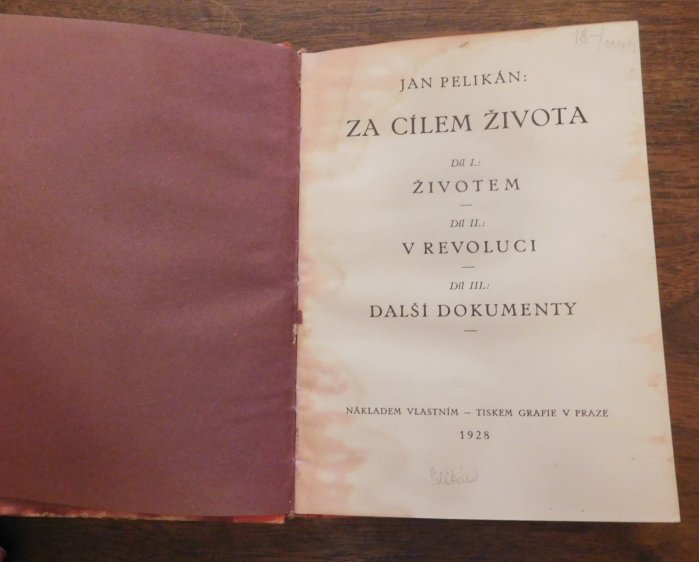 JAN PELIKÁN:
ZA CÍLEM ŽIVOTA
Díl I.:
ŽIVOTEM
Díl II.:
V REVOLUCI
Díl III.:
DALŠÍ DOKUMENTY
NÁKLADEM VLASTNÍM — TISKEM GRAFIE V PRAZE
1928